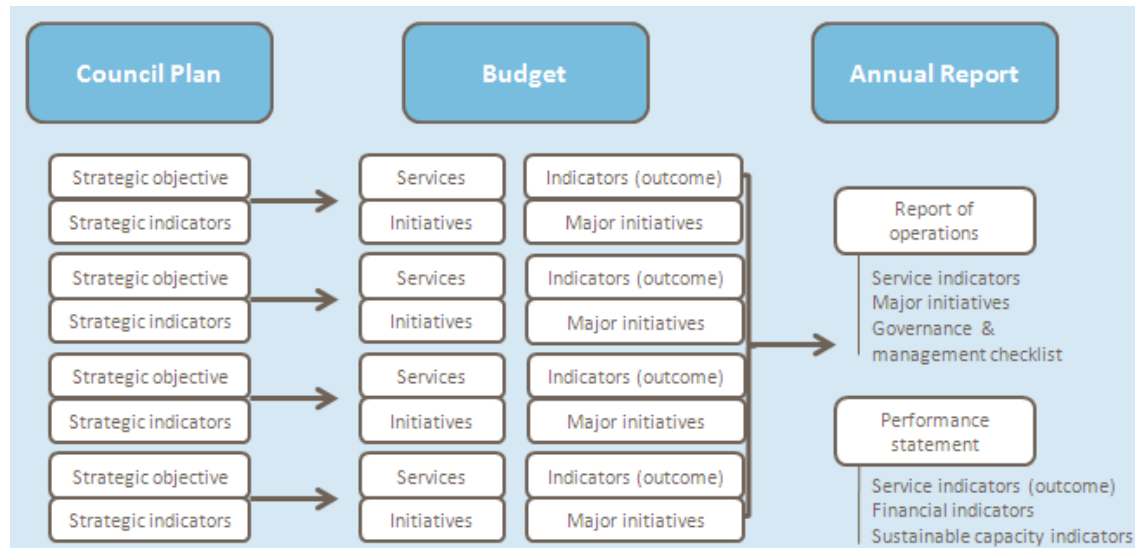 Council Plan
Budget
Annual Report
Strategic objective
Strategic indicators
Services
Initiatives
Indicators (outcome)
Major initiatives
Strategic objective
Strategic indicators
Services
Initiatives
Indicators (outcome)
Major initiatives
Strategic objective
Strategic indicators
Services
Initiatives
Indicators (outcome)
Major initiatives
Strategic objective
Strategic indicators
Services
Initiatives
Indicators (outcome)
Major initiatives
Report of
operations
Service indicators
Major initiatives
Governance &
management checklist
Performance
statement
Service indicators (outcome)
Financial indicators
Sustainable capacity indicators